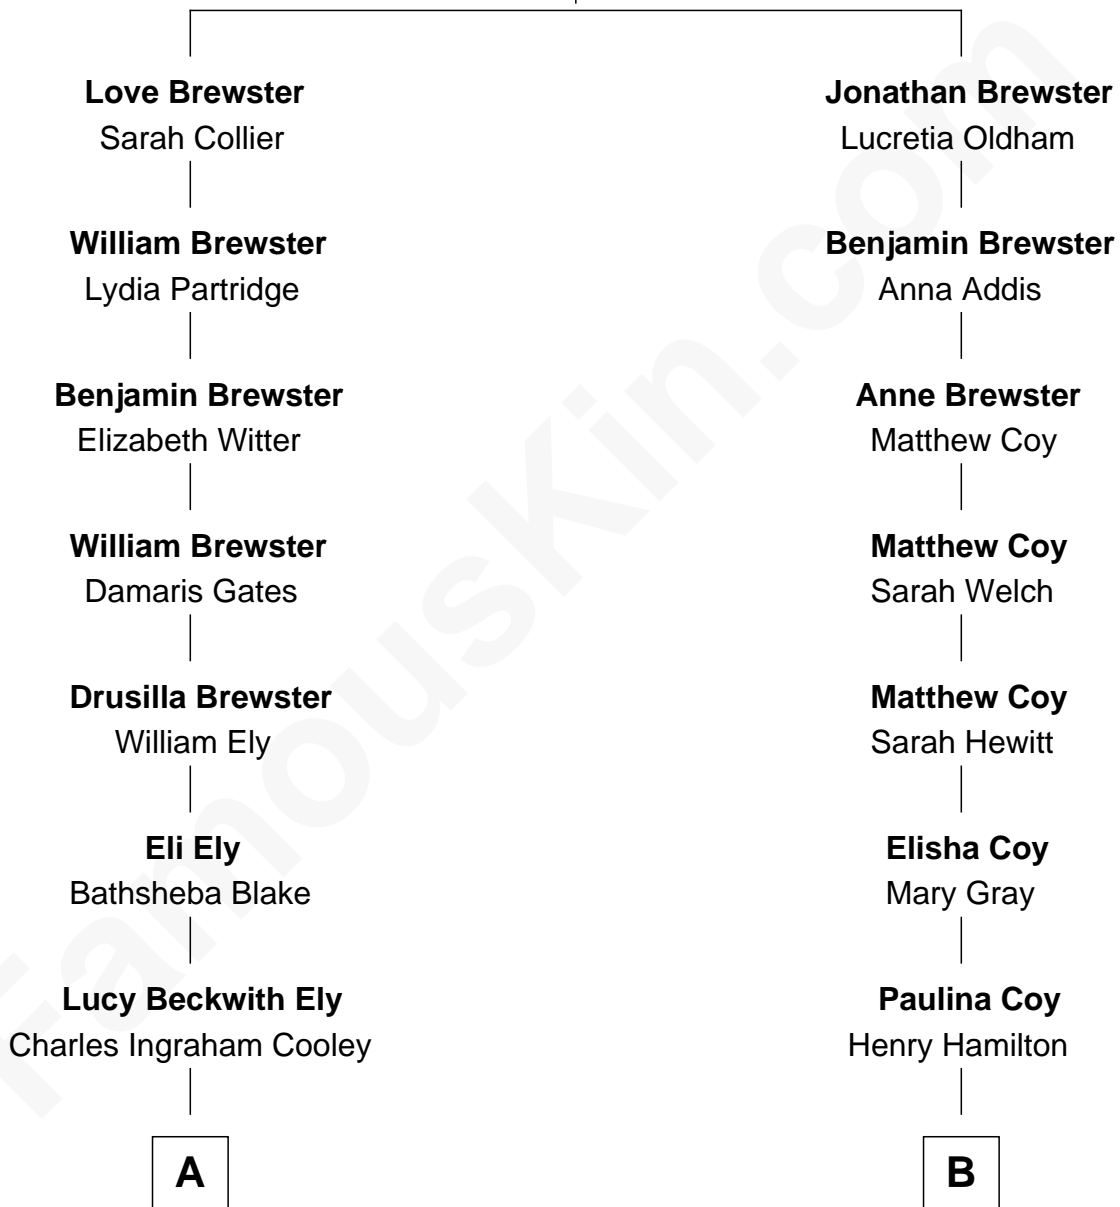 Love Brewster
Sarah Collier
William Brewster
Lydia Partridge
Benjamin Brewster
Elizabeth Witter
William Brewster
Damaris Gates
Drusilla Brewster
William Ely
Eli Ely
Bathsheba Blake
Lucy Beckwith Ely
Charles Ingraham Cooley
A
Jonathan Brewster
Lucretia Oldham
Benjamin Brewster
Anna Addis
Anne Brewster
Matthew Coy
Matthew Coy
Sarah Welch
Matthew Coy
Sarah Hewitt
Elisha Coy
Mary Gray
Paulina Coy
Henry Hamilton
B
FamousKin.com